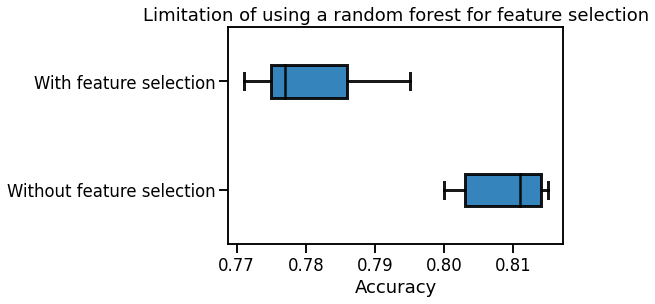 Limitation of using a random forest for feature selection
With feature selection
Without feature selection
0.77 0.78 0.79 0.80 0.81
Accuracy